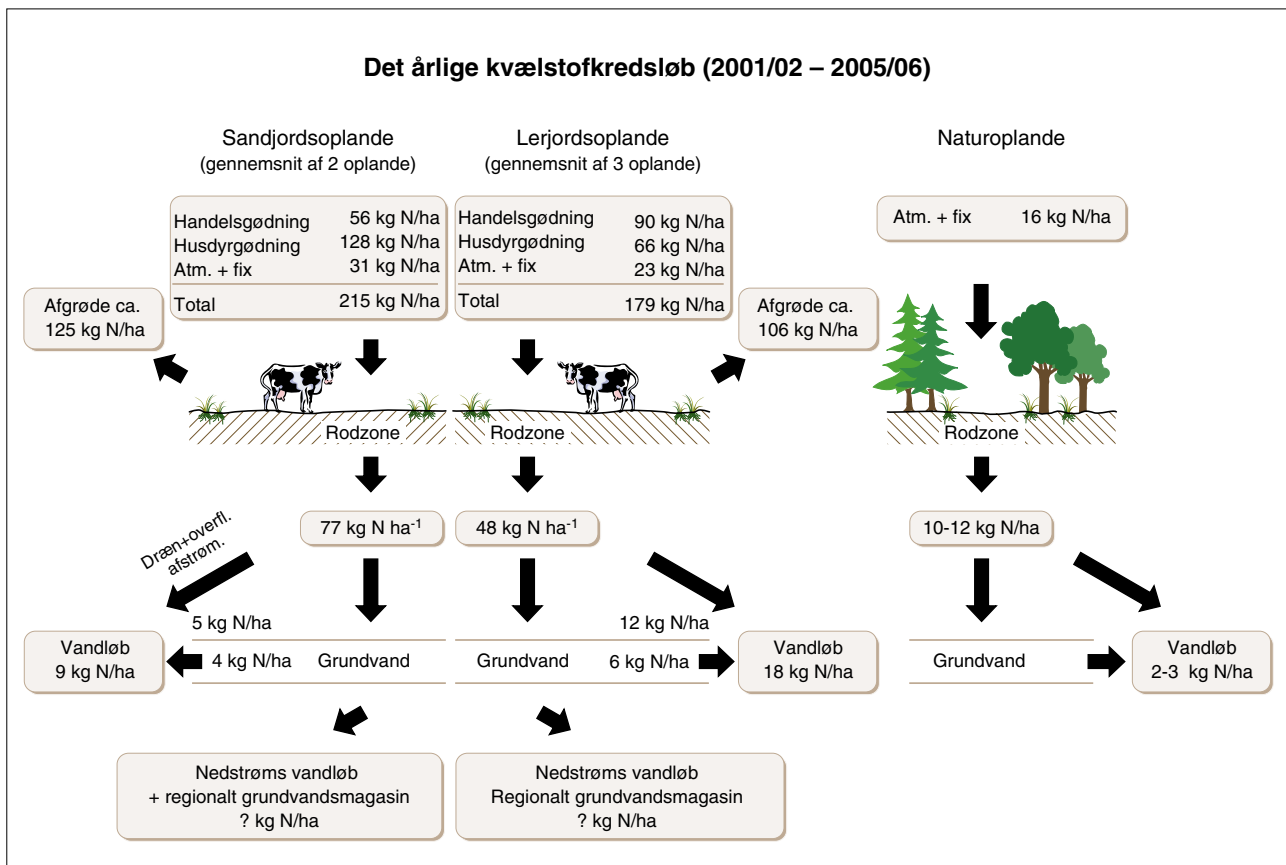 Det årlige kvælstofkredsløb (2001/02 – 2005/06)
Sandjordsoplande
(gennemsnit af 2 oplande)
Handelsgødning 56 kg N/ha
Husdyrgødning 128 kg N/ha
Atm. + fix 31 kg N/ha
Total 215 kg N/ha
Afgrøde ca.
125 kg N/ha
Rodzone
77 kg N ha⁻¹
Dræn+overfl.
afstrøm.
5 kg N/ha
Vandløb
9 kg N/ha
4 kg N/ha
Grundvand
Nedstrøms vandløb
+ regionalt grundvandsmagasin
? kg N/ha
Lerjordsoplande
(gennemsnit af 3 oplande)
Handelsgødning 90 kg N/ha
Husdyrgødning 66 kg N/ha
Atm. + fix 23 kg N/ha
Total 179 kg N/ha
Afgrøde ca.
106 kg N/ha
Rodzone
48 kg N ha⁻¹
12 kg N/ha
Grundvand
6 kg N/ha
Vandløb
18 kg N/ha
Nedstrøms vandløb
Regionalt grundvandsmagasin
? kg N/ha
Naturoplande
Atm. + fix 16 kg N/ha
Rodzone
10-12 kg N/ha
Grundvand
Vandløb
2-3 kg N/ha